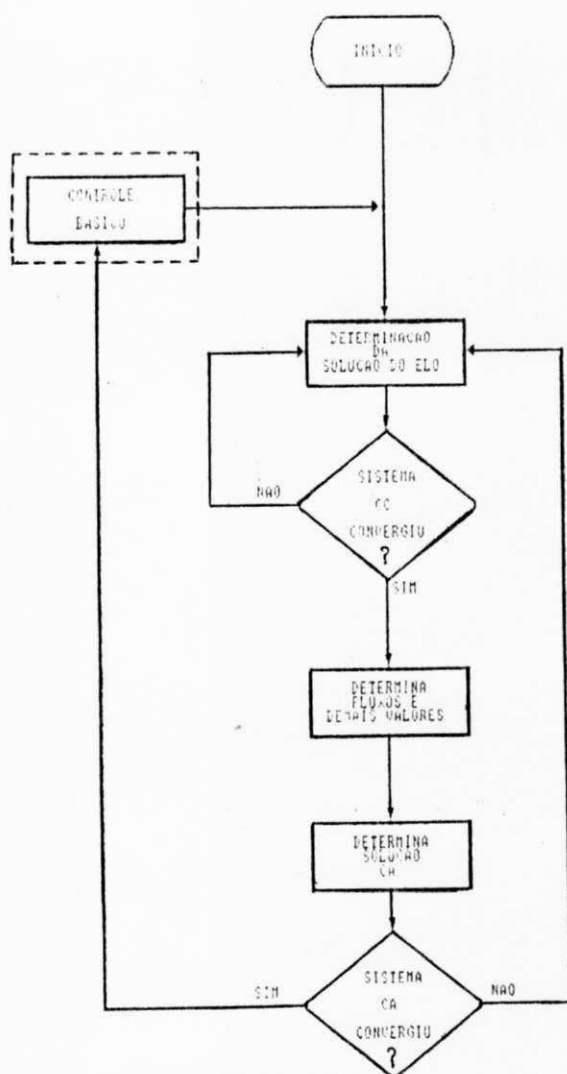 INICIO
CONTROLE
BASICO
DETERMINACAO
DA
SOLUCAO DO ELO
SISTEMA
CC
CONVERGIU
?
NAO
SIM
DETERMINA
FLUXOS E
DEMAIS VALORES
DETERMINA
SOLUÇAO
CA
SISTEMA
CA
CONVERGIU
?
SIM
NAO